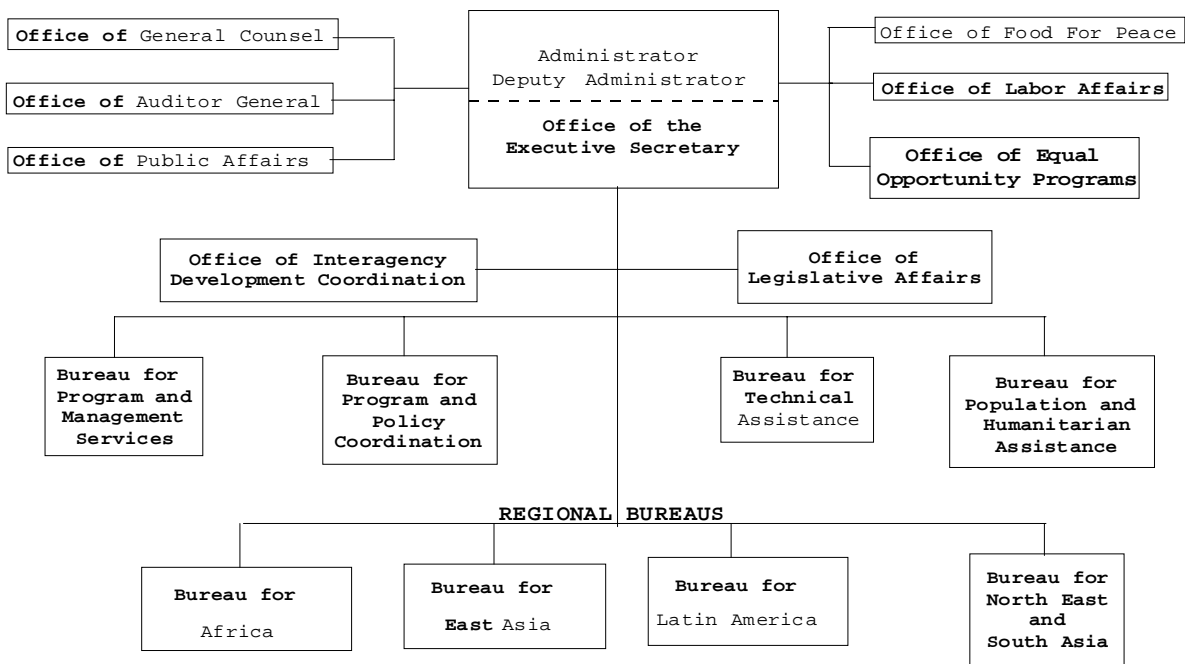 Office of General Counsel
Office of Auditor General
Office of Public Affairs
Administrator
Deputy Administrator
Office of the
Executive Secretary
Office of Food For Peace
Office of Labor Affairs
Office of Equal
Opportunity Programs
Office of Interagency
Development Coordination
Office of
Legislative Affairs
Bureau for
Program and
Management
Services
Bureau for
Program and
Policy
Coordination
Bureau for
Technical
Assistance
Bureau for
Population and
Humanitarian
Assistance
REGIONAL BUREAUS
Bureau for
Africa
Bureau for
East Asia
Bureau for
Latin America
Bureau for
North East
and
South Asia